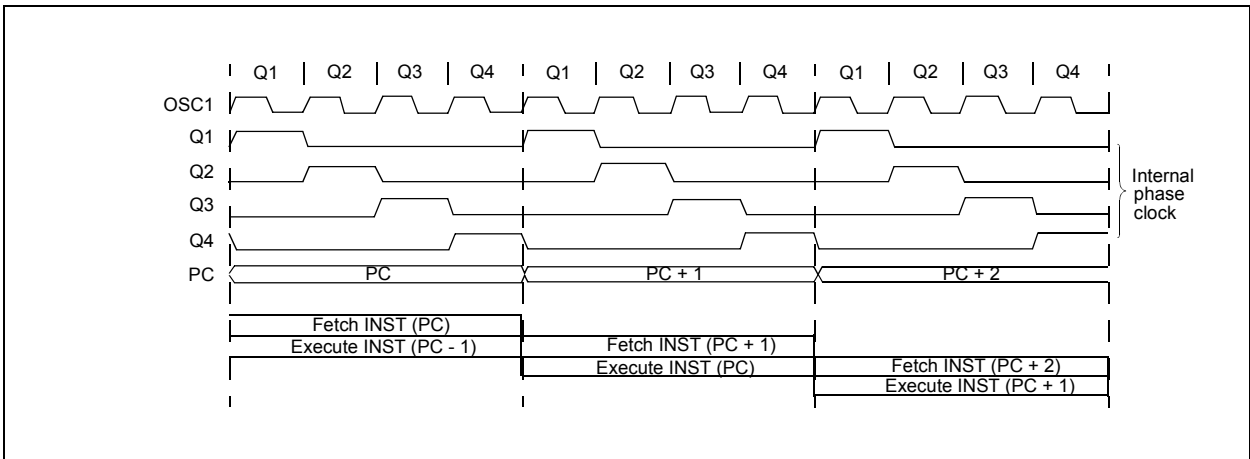 Q1 Q2 Q3 Q4 Q1 Q2 Q3 Q4 Q1 Q2 Q3 Q4
OSC1
Q1
Q2
Q3
Q4
Internal
phase
clock
PC PC PC + 1 PC + 2
Fetch INST (PC)
Execute INST (PC - 1) Fetch INST (PC + 1)
Execute INST (PC) Fetch INST (PC + 2)
Execute INST (PC + 1)